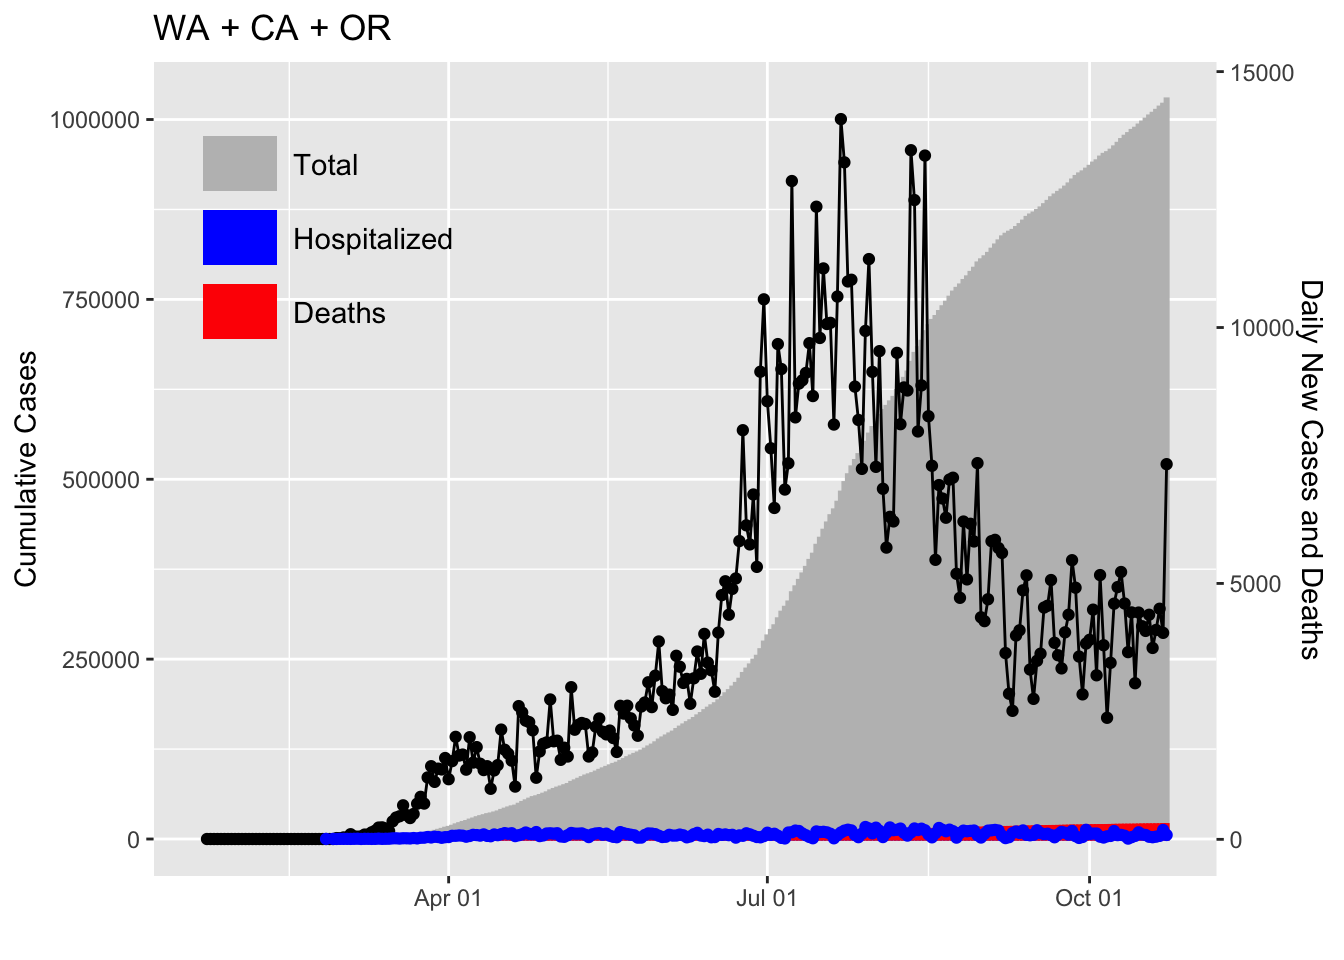 WA + CA + OR
Cumulative Cases
1000000
750000
500000
250000
0
Total
Hospitalized
Deaths
15000
10000
5000
0
Daily New Cases and Deaths
Apr 01
Jul 01
Oct 01